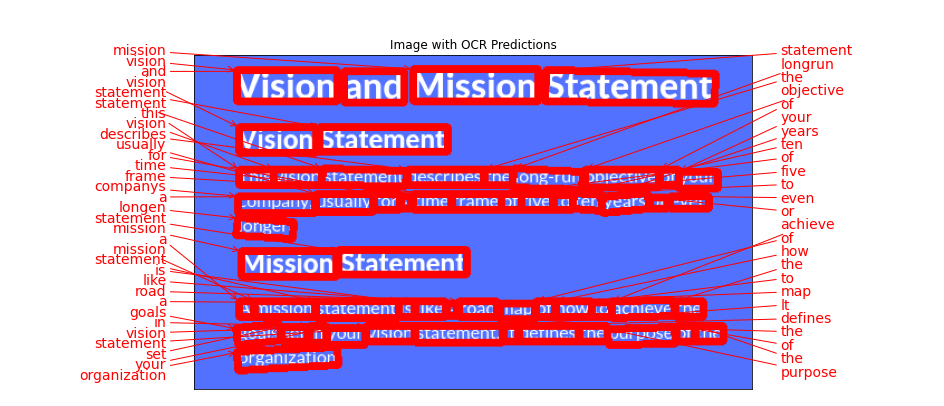 Image with OCR Predictions
mission
vision
and
vision
statement
statement
this
vision
describes
usually
for
time
frame
companys
a
longen
statement
mission
a
mission
statement
is
like
road
a
goals
in
vision
statement
set
your
organization
Vision and Mission Statement
Vision Statement
This vision statement describes the long-run objective of your
company, usually for a time frame of five to ten years or even
longer.
Mission Statement
A mission statement is like a road map of how to achieve the
goals set in your vision statement. It defines the purpose of the
organization
statement
longrun
the
objective
of
your
years
ten
of
five
to
even
or
achieve
of
how
the
to
map
It
defines
the
of
the
purpose